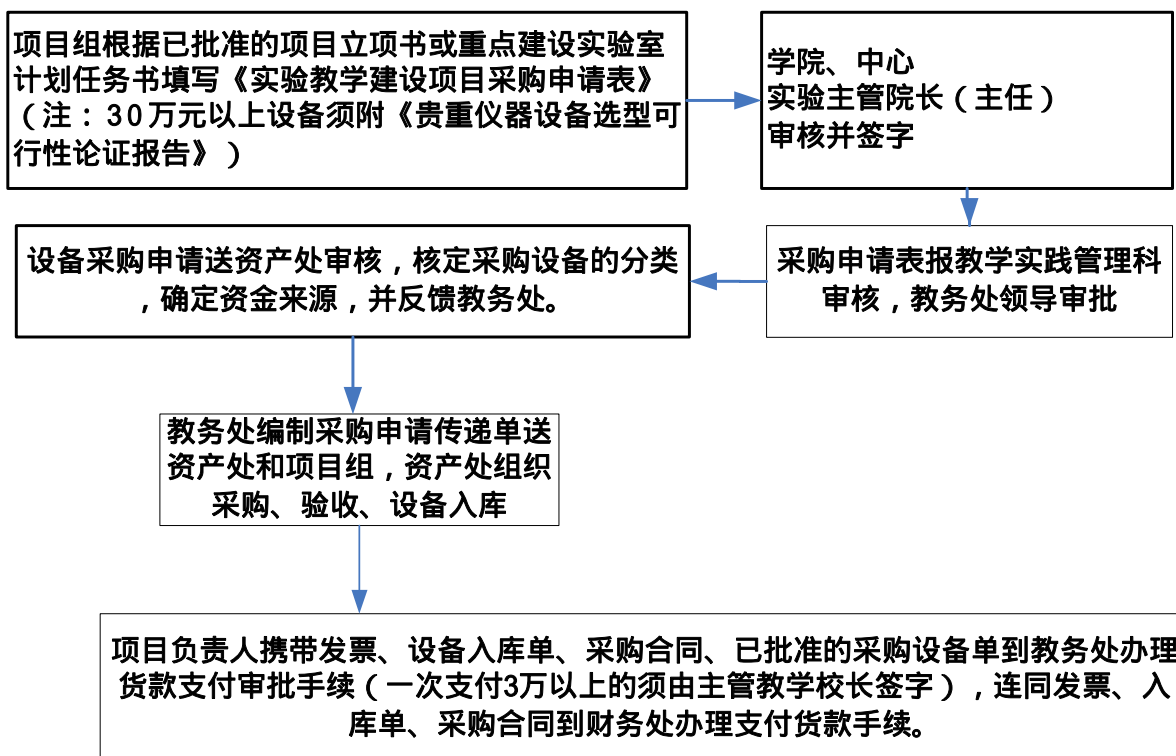 项目组根据已批准的项目立项书或重点建设实验室
计划任务书填写《实验教学建设项目采购申请表》
（注：30万元以上设备须附《贵重仪器设备选型可
行性论证报告》）
学院、中心
实验主管院长（主任）
审核并签字
采购申请表报教学实践管理科
审核，教务处领导审批
设备采购申请送资产处审核，核定采购设备的分类
，确定资金来源，并反馈教务处。
教务处编制采购申请传递单送
资产处和项目组，资产处组织
采购、验收、设备入库
项目负责人携带发票、设备入库单、采购合同、已批准的采购设备单到教务处办理
货款支付审批手续（一次支付3万以上的须由主管教学校长签字），连同发票、入
库单、采购合同到财务处办理支付货款手续。